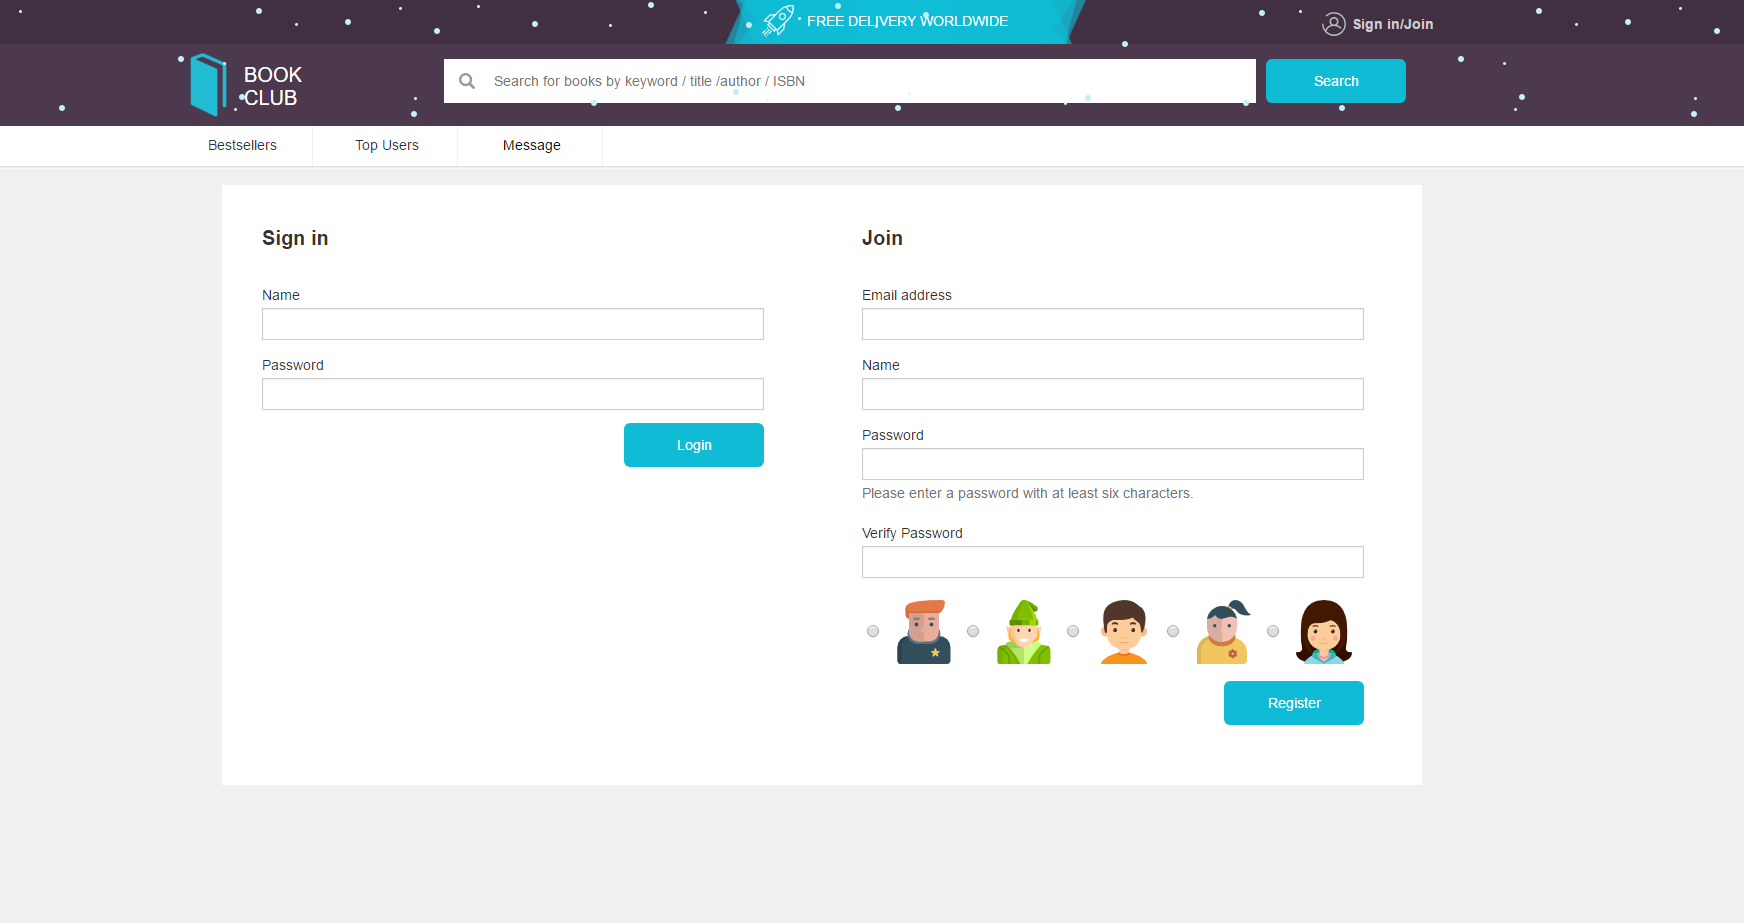 FREE DELIVERY WORLDWIDE
Sign in/Join
BOOK
CLUB
Search for books by keyword / title /author / ISBN
Search
Bestsellers
Top Users
Message
Sign in
Name
Password
Login
Join
Email address
Name
Password
Please enter a password with at least six characters.
Verify Password
Register